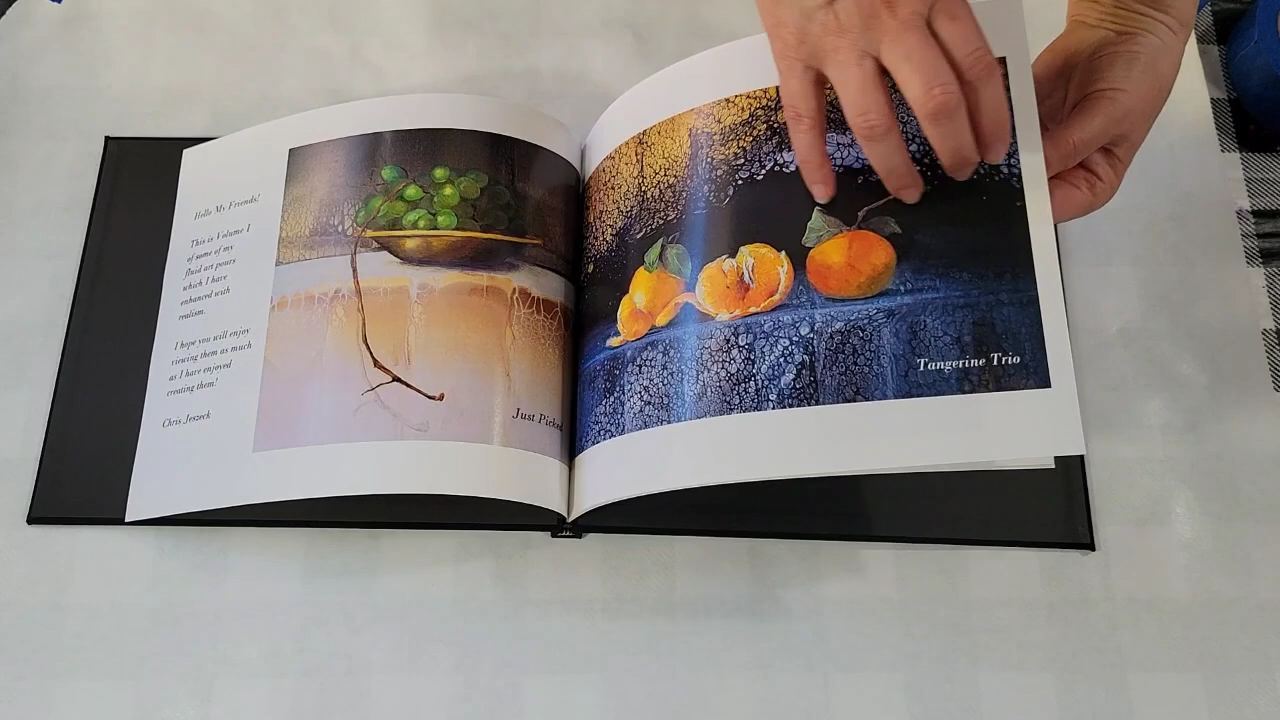 Hello My Friends!
This is Volume I
of some of my
fluid art pours
which I have
enhanced with
realism.
I hope you will enjoy
viewing them as much
as I have enjoyed
creating them!
Chris Jeszeck
Just Picked
Tangerine Trio